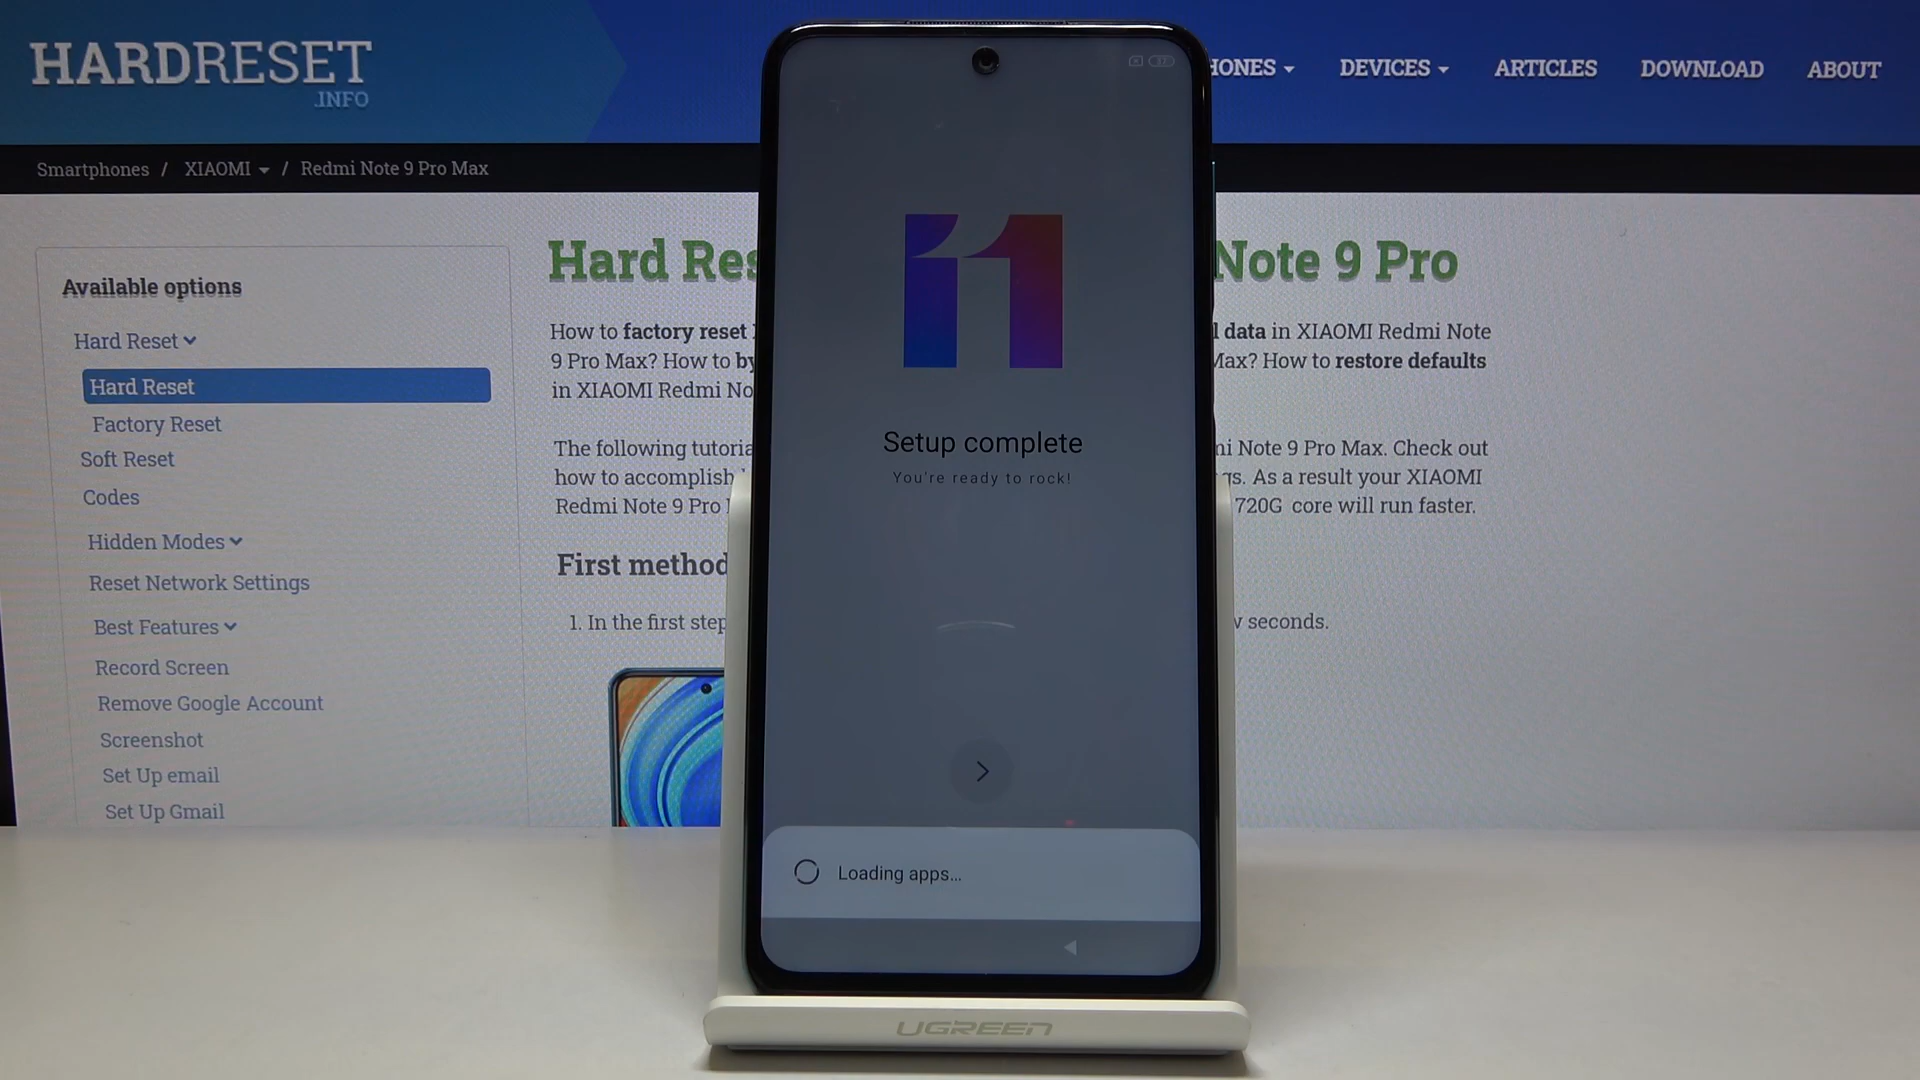 HARDRESET
.INFO
HONES
DEVICES
ARTICLES
DOWNLOAD
ABOUT
Smartphones / XIAOMI / Redmi Note 9 Pro Max
Available options
Hard Reset
Hard Reset
Factory Reset
Soft Reset
Codes
Hidden Modes
Reset Network Settings
Best Features
Record Screen
Remove Google Account
Screenshot
Set Up email
Set Up Gmail
Hard Res Note 9 Pro
How to factory reset l data in XIAOMI Redmi Note
9 Pro Max? How to by Max? How to restore defaults
in XIAOMI Redmi No
The following tutoria ni Note 9 Pro Max. Check out
how to accomplish gs. As a result your XIAOMI
Redmi Note 9 Pro 720G core will run faster.
First method
1. In the first step w seconds.
Setup complete
You're ready to rock!
Loading apps...
UGREEN